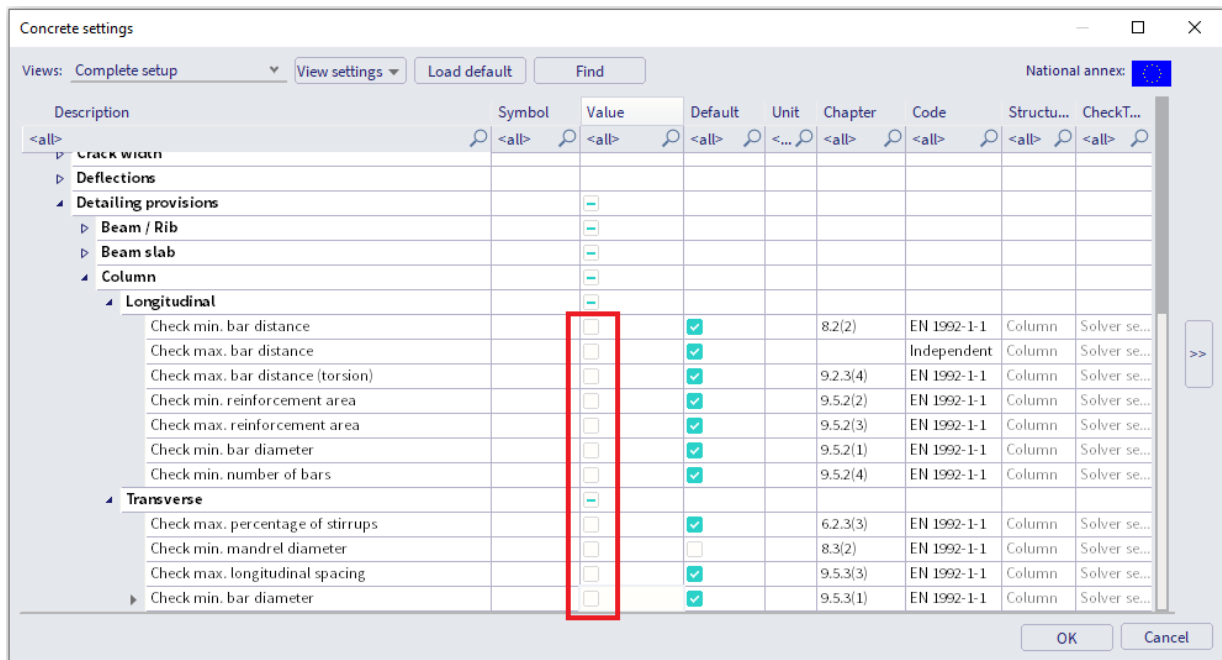 Concrete settings
Views: Complete setup View settings Load default Find National annex:
Description Symbol Value Default Unit Chapter Code Structu... CheckT...
<all> <all> <all> <all> <... <all> <all> <all> <all>
Crack width
Deflections
Detailing provisions
Beam / Rib
Beam slab
Column
Longitudinal
Check min. bar distance 8.2(2) EN 1992-1-1 Column Solver se...
Check max. bar distance Independent Column Solver se...
Check max. bar distance (torsion) 9.2.3(4) EN 1992-1-1 Column Solver se...
Check min. reinforcement area 9.5.2(2) EN 1992-1-1 Column Solver se...
Check max. reinforcement area 9.5.2(3) EN 1992-1-1 Column Solver se...
Check min. bar diameter 9.5.2(1) EN 1992-1-1 Column Solver se...
Check min. number of bars 9.5.2(4) EN 1992-1-1 Column Solver se...
Transverse
Check max. percentage of stirrups 6.2.3(3) EN 1992-1-1 Column Solver se...
Check min. mandrel diameter 8.3(2) EN 1992-1-1 Column Solver se...
Check max. longitudinal spacing 9.5.3(3) EN 1992-1-1 Column Solver se...
Check min. bar diameter 9.5.3(1) EN 1992-1-1 Column Solver se...
>>
OK Cancel